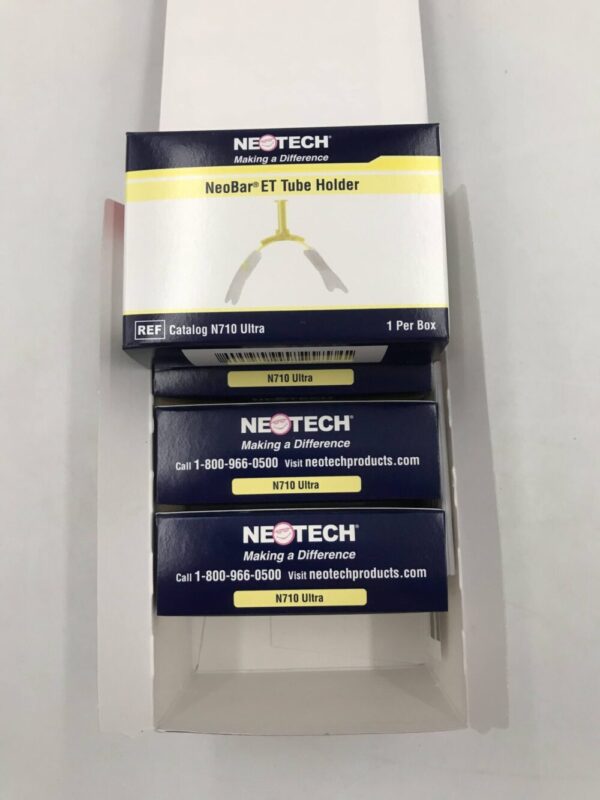 NEOTECH®
Making a Difference
NeoBar® ET Tube Holder
REF Catalog N710 Ultra 1 Per Box
N710 Ultra
NEOTECH®
Making a Difference
Call 1-800-966-0500 Visit neotechproducts.com
N710 Ultra
NEOTECH®
Making a Difference
Call 1-800-966-0500 Visit neotechproducts.com
N710 Ultra